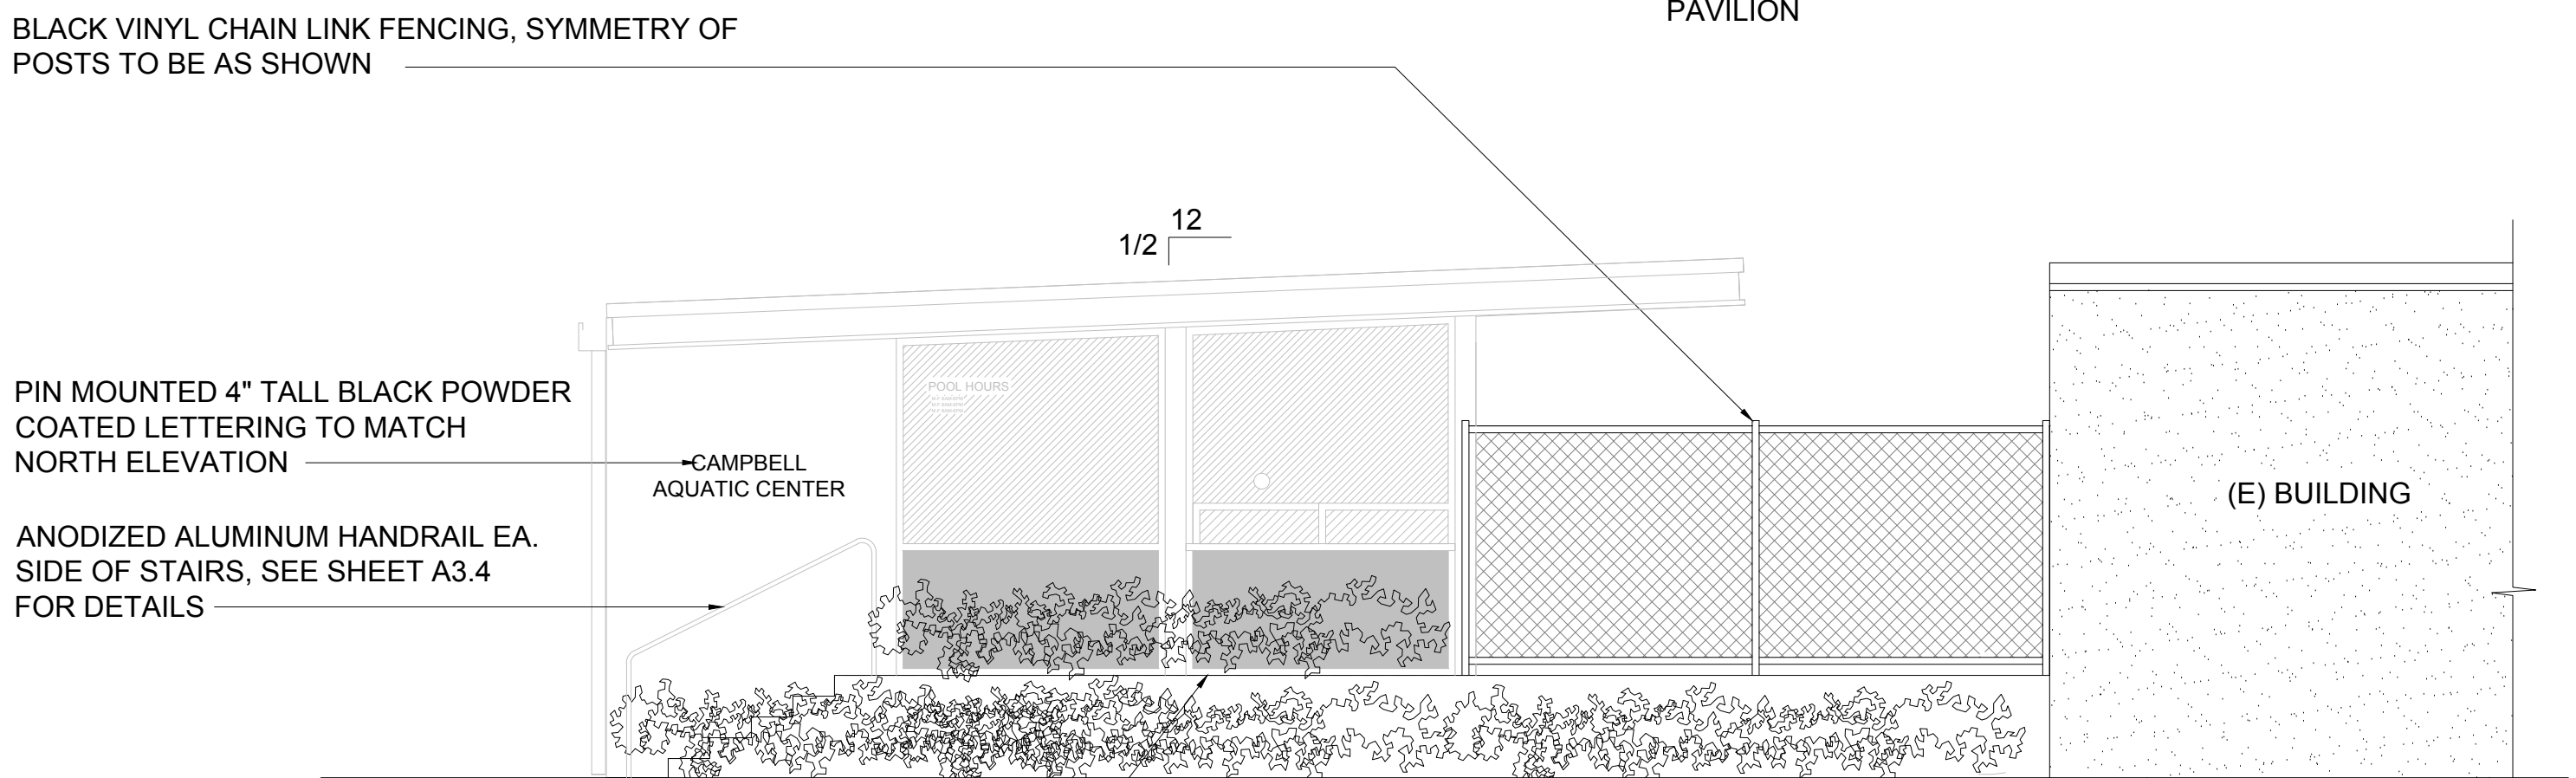 PAVILION
BLACK VINYL CHAIN LINK FENCING, SYMMETRY OF
POSTS TO BE AS SHOWN
12
1/2
POOL HOURS
PIN MOUNTED 4" TALL BLACK POWDER
COATED LETTERING TO MATCH
NORTH ELEVATION
CAMPBELL
AQUATIC CENTER
(E) BUILDING
ANODIZED ALUMINUM HANDRAIL EA.
SIDE OF STAIRS, SEE SHEET A3.4
FOR DETAILS